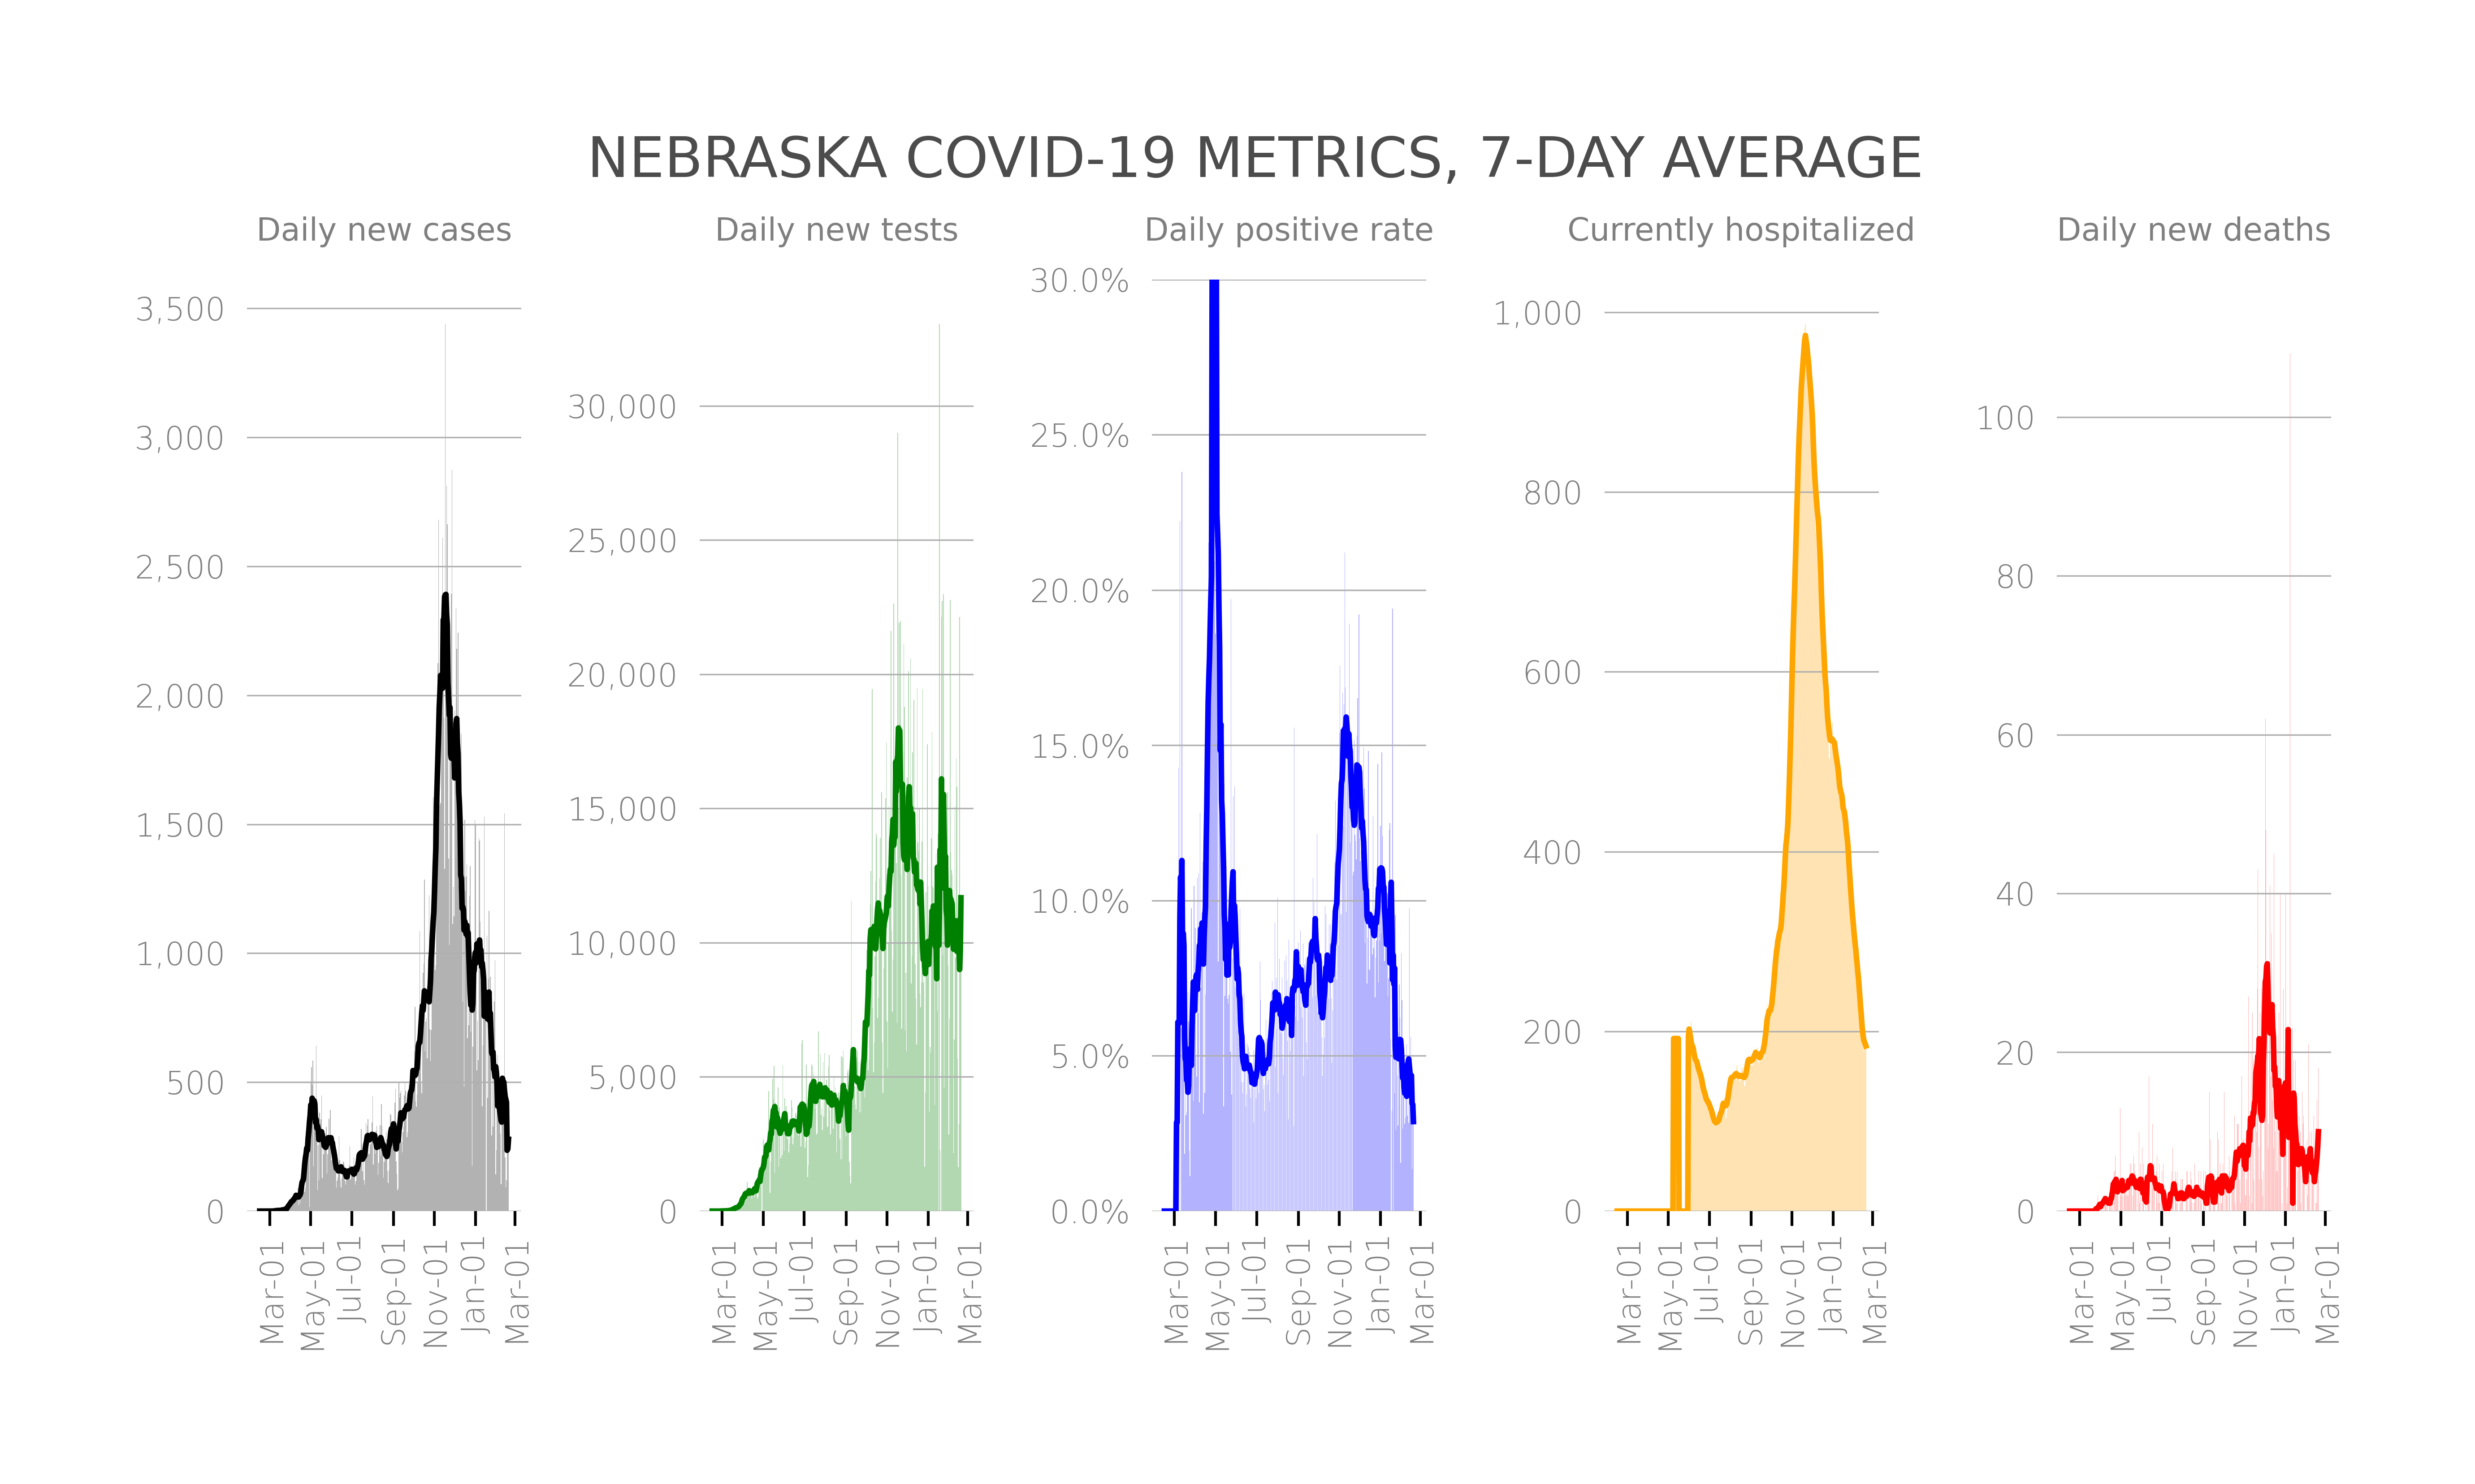 NEBRASKA COVID-19 METRICS, 7-DAY AVERAGE
Daily new cases
3,500
3,000
2,500
2,000
1,500
1,000
500
0
Mar-01
May-01
Jul-01
Sep-01
Nov-01
Jan-01
Mar-01
Daily new tests
30,000
25,000
20,000
15,000
10,000
5,000
0
Mar-01
May-01
Jul-01
Sep-01
Nov-01
Jan-01
Mar-01
Daily positive rate
30.0%
25.0%
20.0%
15.0%
10.0%
5.0%
0.0%
Mar-01
May-01
Jul-01
Sep-01
Nov-01
Jan-01
Mar-01
Currently hospitalized
1,000
800
600
400
200
0
Mar-01
May-01
Jul-01
Sep-01
Nov-01
Jan-01
Mar-01
Daily new deaths
100
80
60
40
20
0
Mar-01
May-01
Jul-01
Sep-01
Nov-01
Jan-01
Mar-01